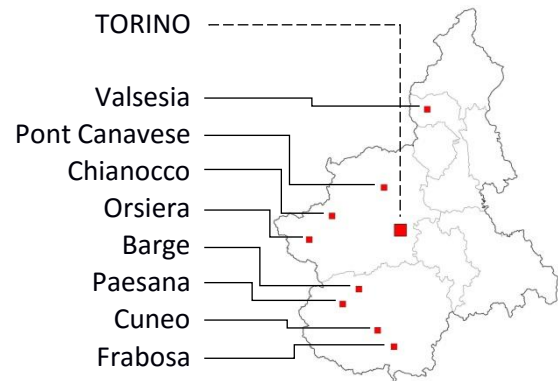 TORINO
Valsesia
Pont Canavese
Chianocco
Orsiera
Barge
Paesana
Cuneo
Frabosa